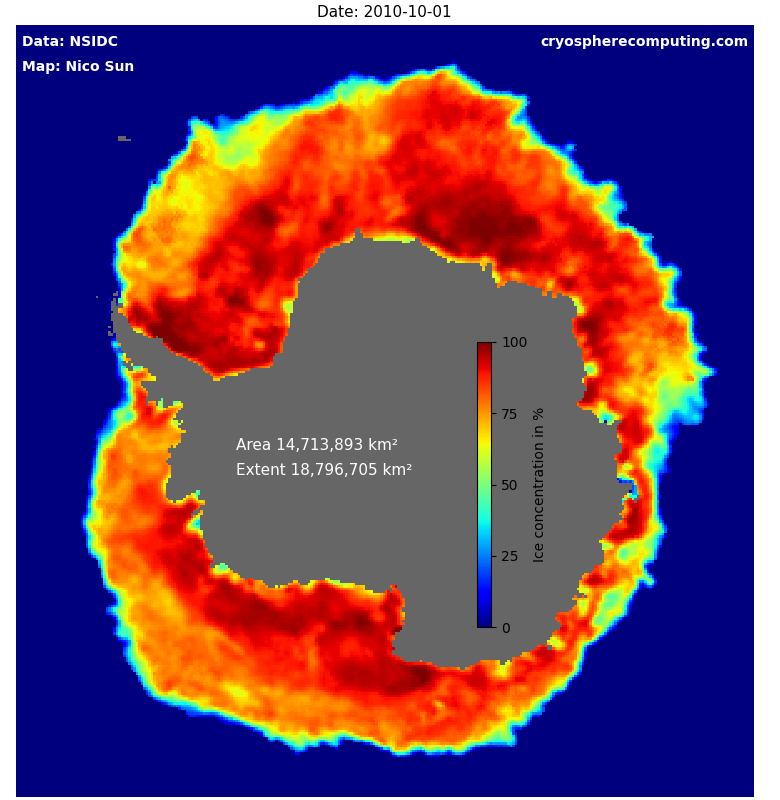 Date: 2010-10-01
Data: NSIDC
cryospherecomputing.com
Map: Nico Sun
100
75
50
25
0
Ice concentration in %
Area 14,713,893 km²
Extent 18,796,705 km²